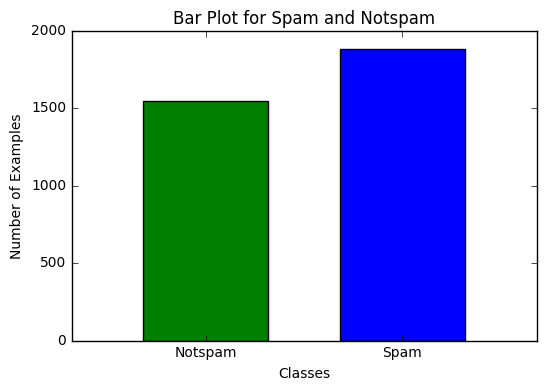 Bar Plot for Spam and Notspam
2000
1500
1000
500
0
Number of Examples
Notspam Spam
Classes